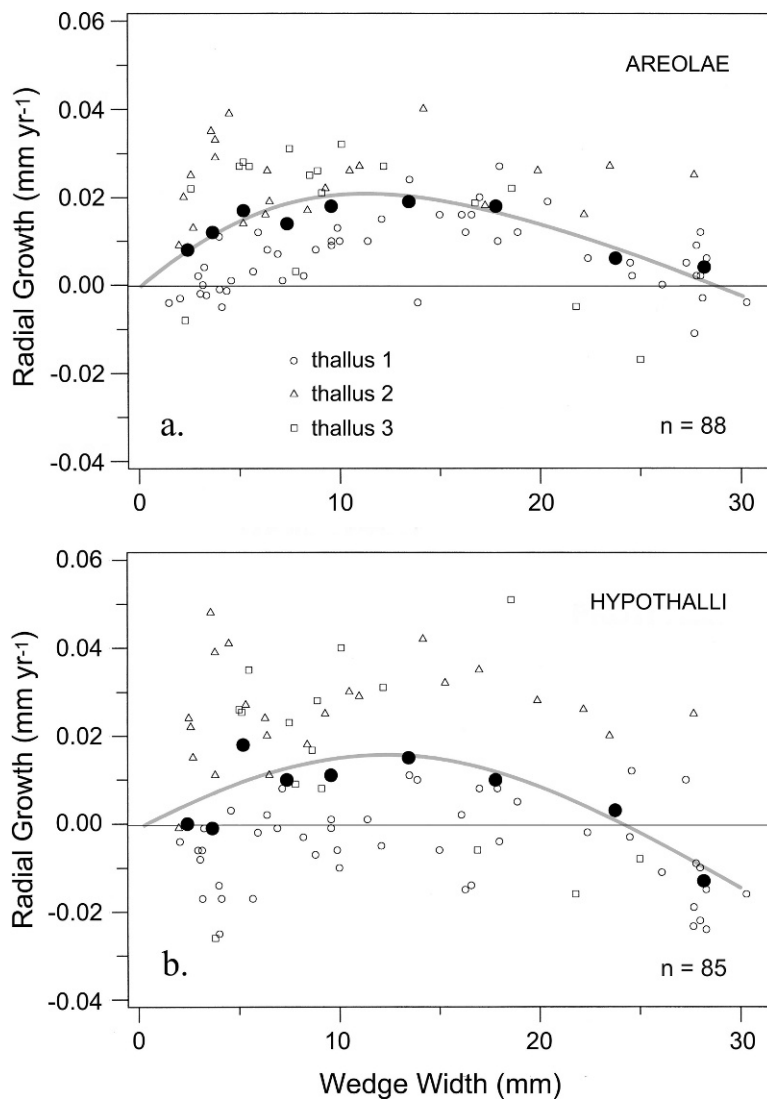 0.06
AREOLAE
0.04
0.02
0.00
-0.02
-0.04
Radial Growth (mm yr-1)
○ thallus 1
△ thallus 2
□ thallus 3
a.
n = 88
0 10 20 30
0.06
HYPOTHALLI
0.04
0.02
0.00
-0.02
-0.04
Radial Growth (mm yr-1)
b.
n = 85
0 10 20 30
Wedge Width (mm)